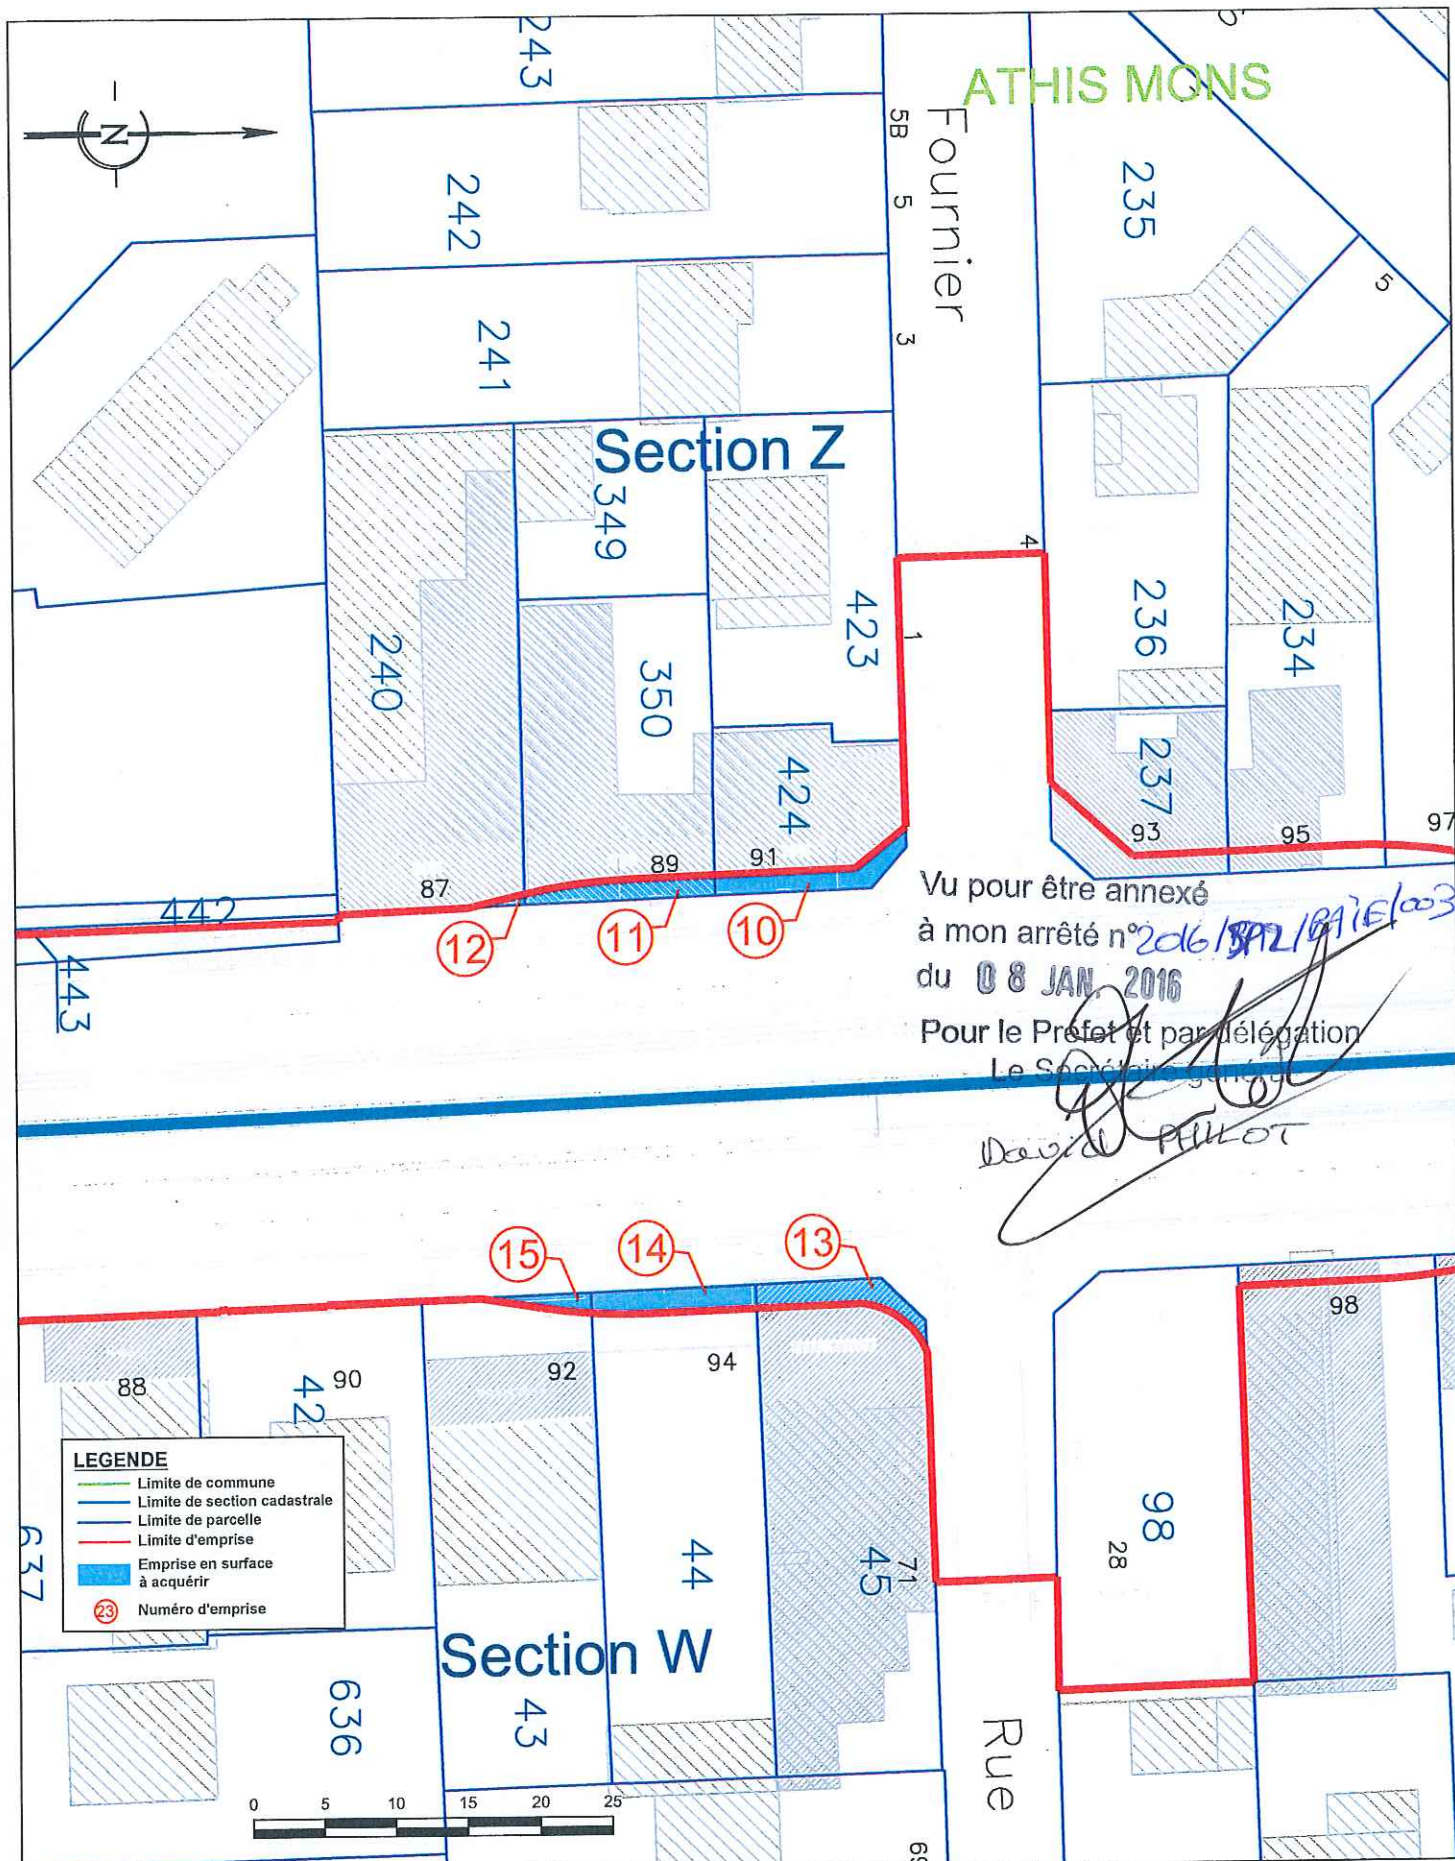 ATHIS MONS
N
243
5B
Fournier
235
242
5
5
241
3
Section Z
349
4
240
350
423
1
236
234
424
237
93
95
97
87
89
91
442
12
11
10
443
Vu pour être annexé
à mon arrêté n° 2016/ /003
du 08 JAN. 2016
Pour le Préfet et par délégation
Le Secrétaire général
David PHILOT
15
14
13
98
88
42
90
92
94
LEGENDE
Limite de commune
Limite de section cadastrale
Limite de parcelle
Limite d'emprise
Emprise en surface
à acquérir
23 Numéro d'emprise
637
44
45
71
28
98
Section W
636
43
Rue
0 5 10 15 20 25